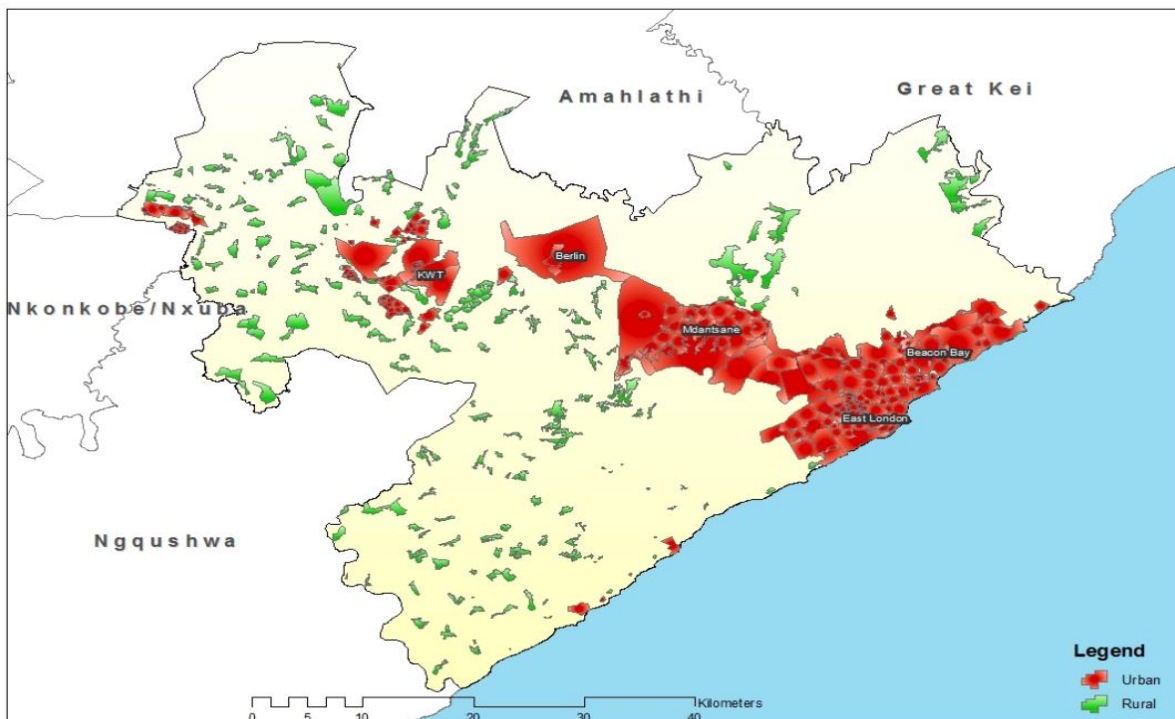 Amahlathi
Great Kei
Berlin
KWT
Nkonkobe/Nxuba
Mdantsane
Beacon Bay
East London
Ngqushwa
Legend
Urban
Rural
Kilometers
0 5 10 20 30 40